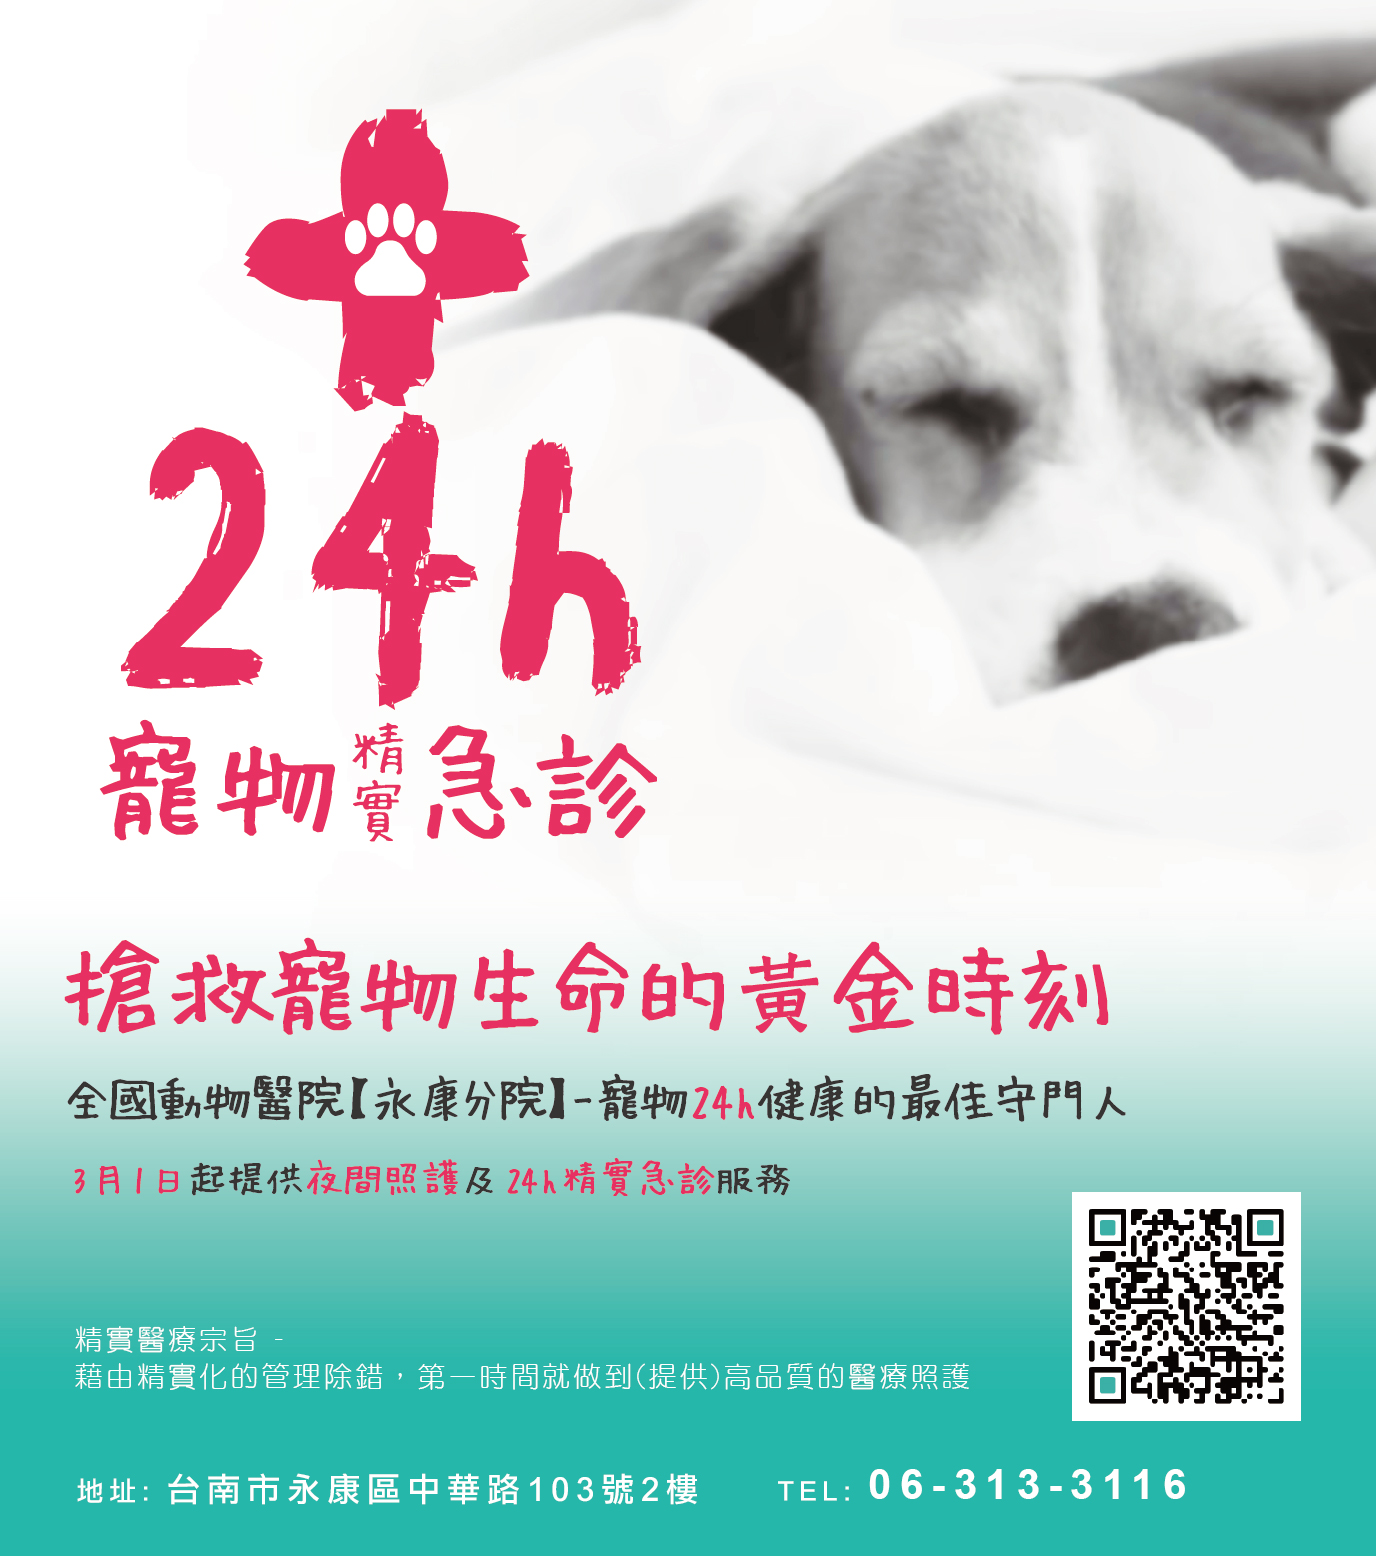 24h
寵物精實急診
搶救寵物生命的黃金時刻
全國動物醫院【永康分院】-寵物24h健康的最佳守門人
3月1日起提供夜間照護及 24h精實急診服務
精實醫療宗旨 -
藉由精實化的管理除錯，第一時間就做到(提供)高品質的醫療照護
地址: 台南市永康區中華路103號2樓 TEL: 06-313-3116